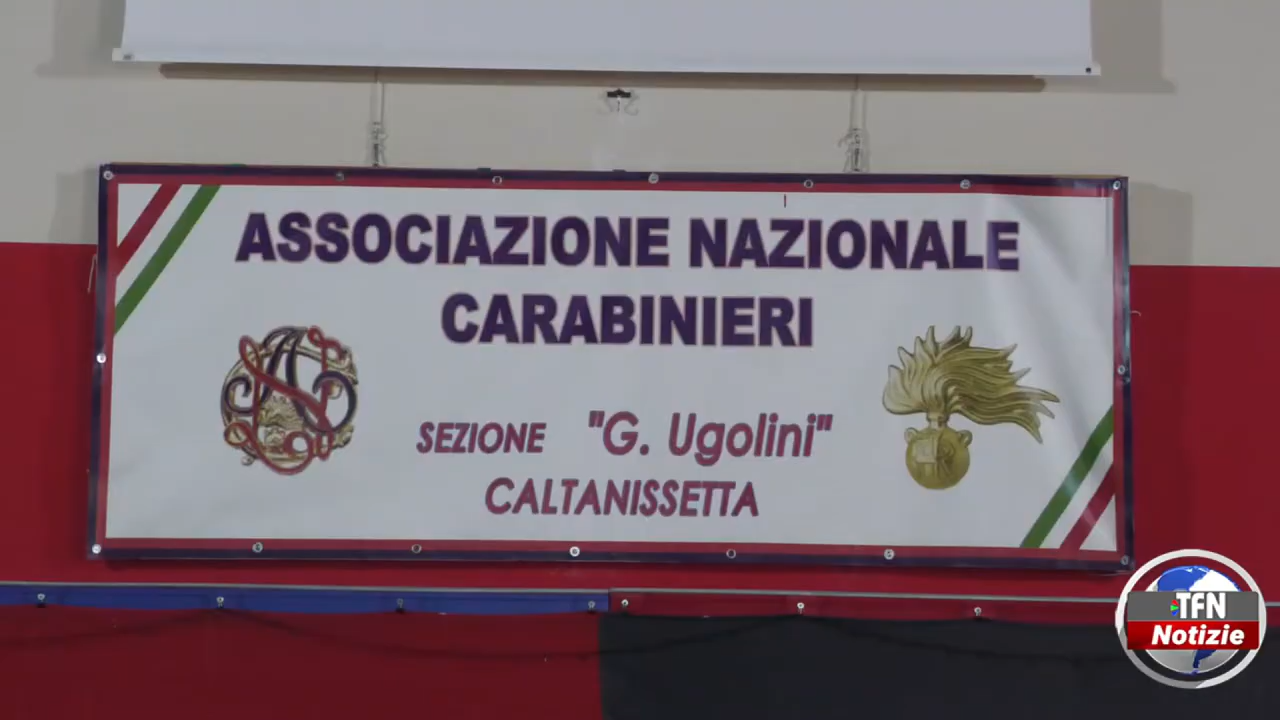 ASSOCIAZIONE NAZIONALE
CARABINIERI
SEZIONE "G. Ugolini"
CALTANISSETTA
TFN
Notizie